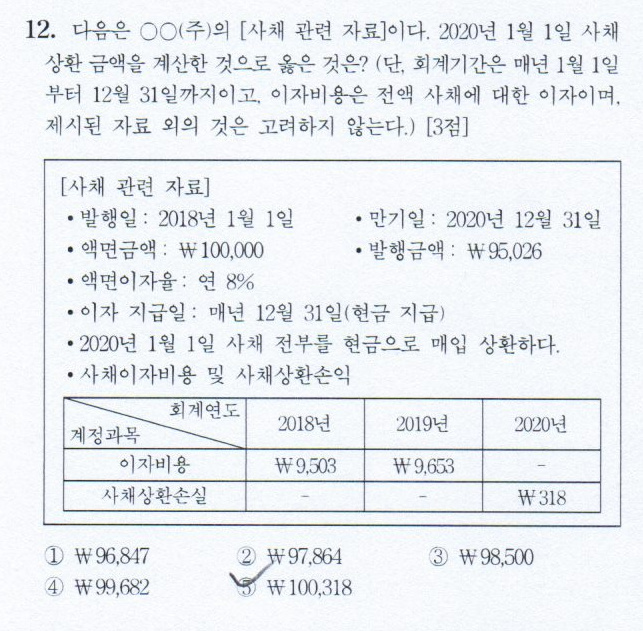 12. 다음은 ○○(주)의 [사채 관련 자료]이다. 2020년 1월 1일 사채
상환 금액을 계산한 것으로 옳은 것은? (단, 회계기간은 매년 1월 1일
부터 12월 31일까지이고, 이자비용은 전액 사채에 대한 이자이며,
제시된 자료 외의 것은 고려하지 않는다.) [3점]
[사채 관련 자료]
• 발행일 : 2018년 1월 1일 • 만기일 : 2020년 12월 31일
• 액면금액 : ₩100,000 • 발행금액 : ₩95,026
• 액면이자율 : 연 8%
• 이자 지급일 : 매년 12월 31일(현금 지급)
• 2020년 1월 1일 사채 전부를 현금으로 매입 상환하다.
• 사채이자비용 및 사채상환손익
회계연도
계정과목 2018년 2019년 2020년
이자비용 ₩9,503 ₩9,653 -
사채상환손실 - - ₩318
① ₩96,847 ② ₩97,864 ③ ₩98,500
④ ₩99,682 ⑤ ₩100,318